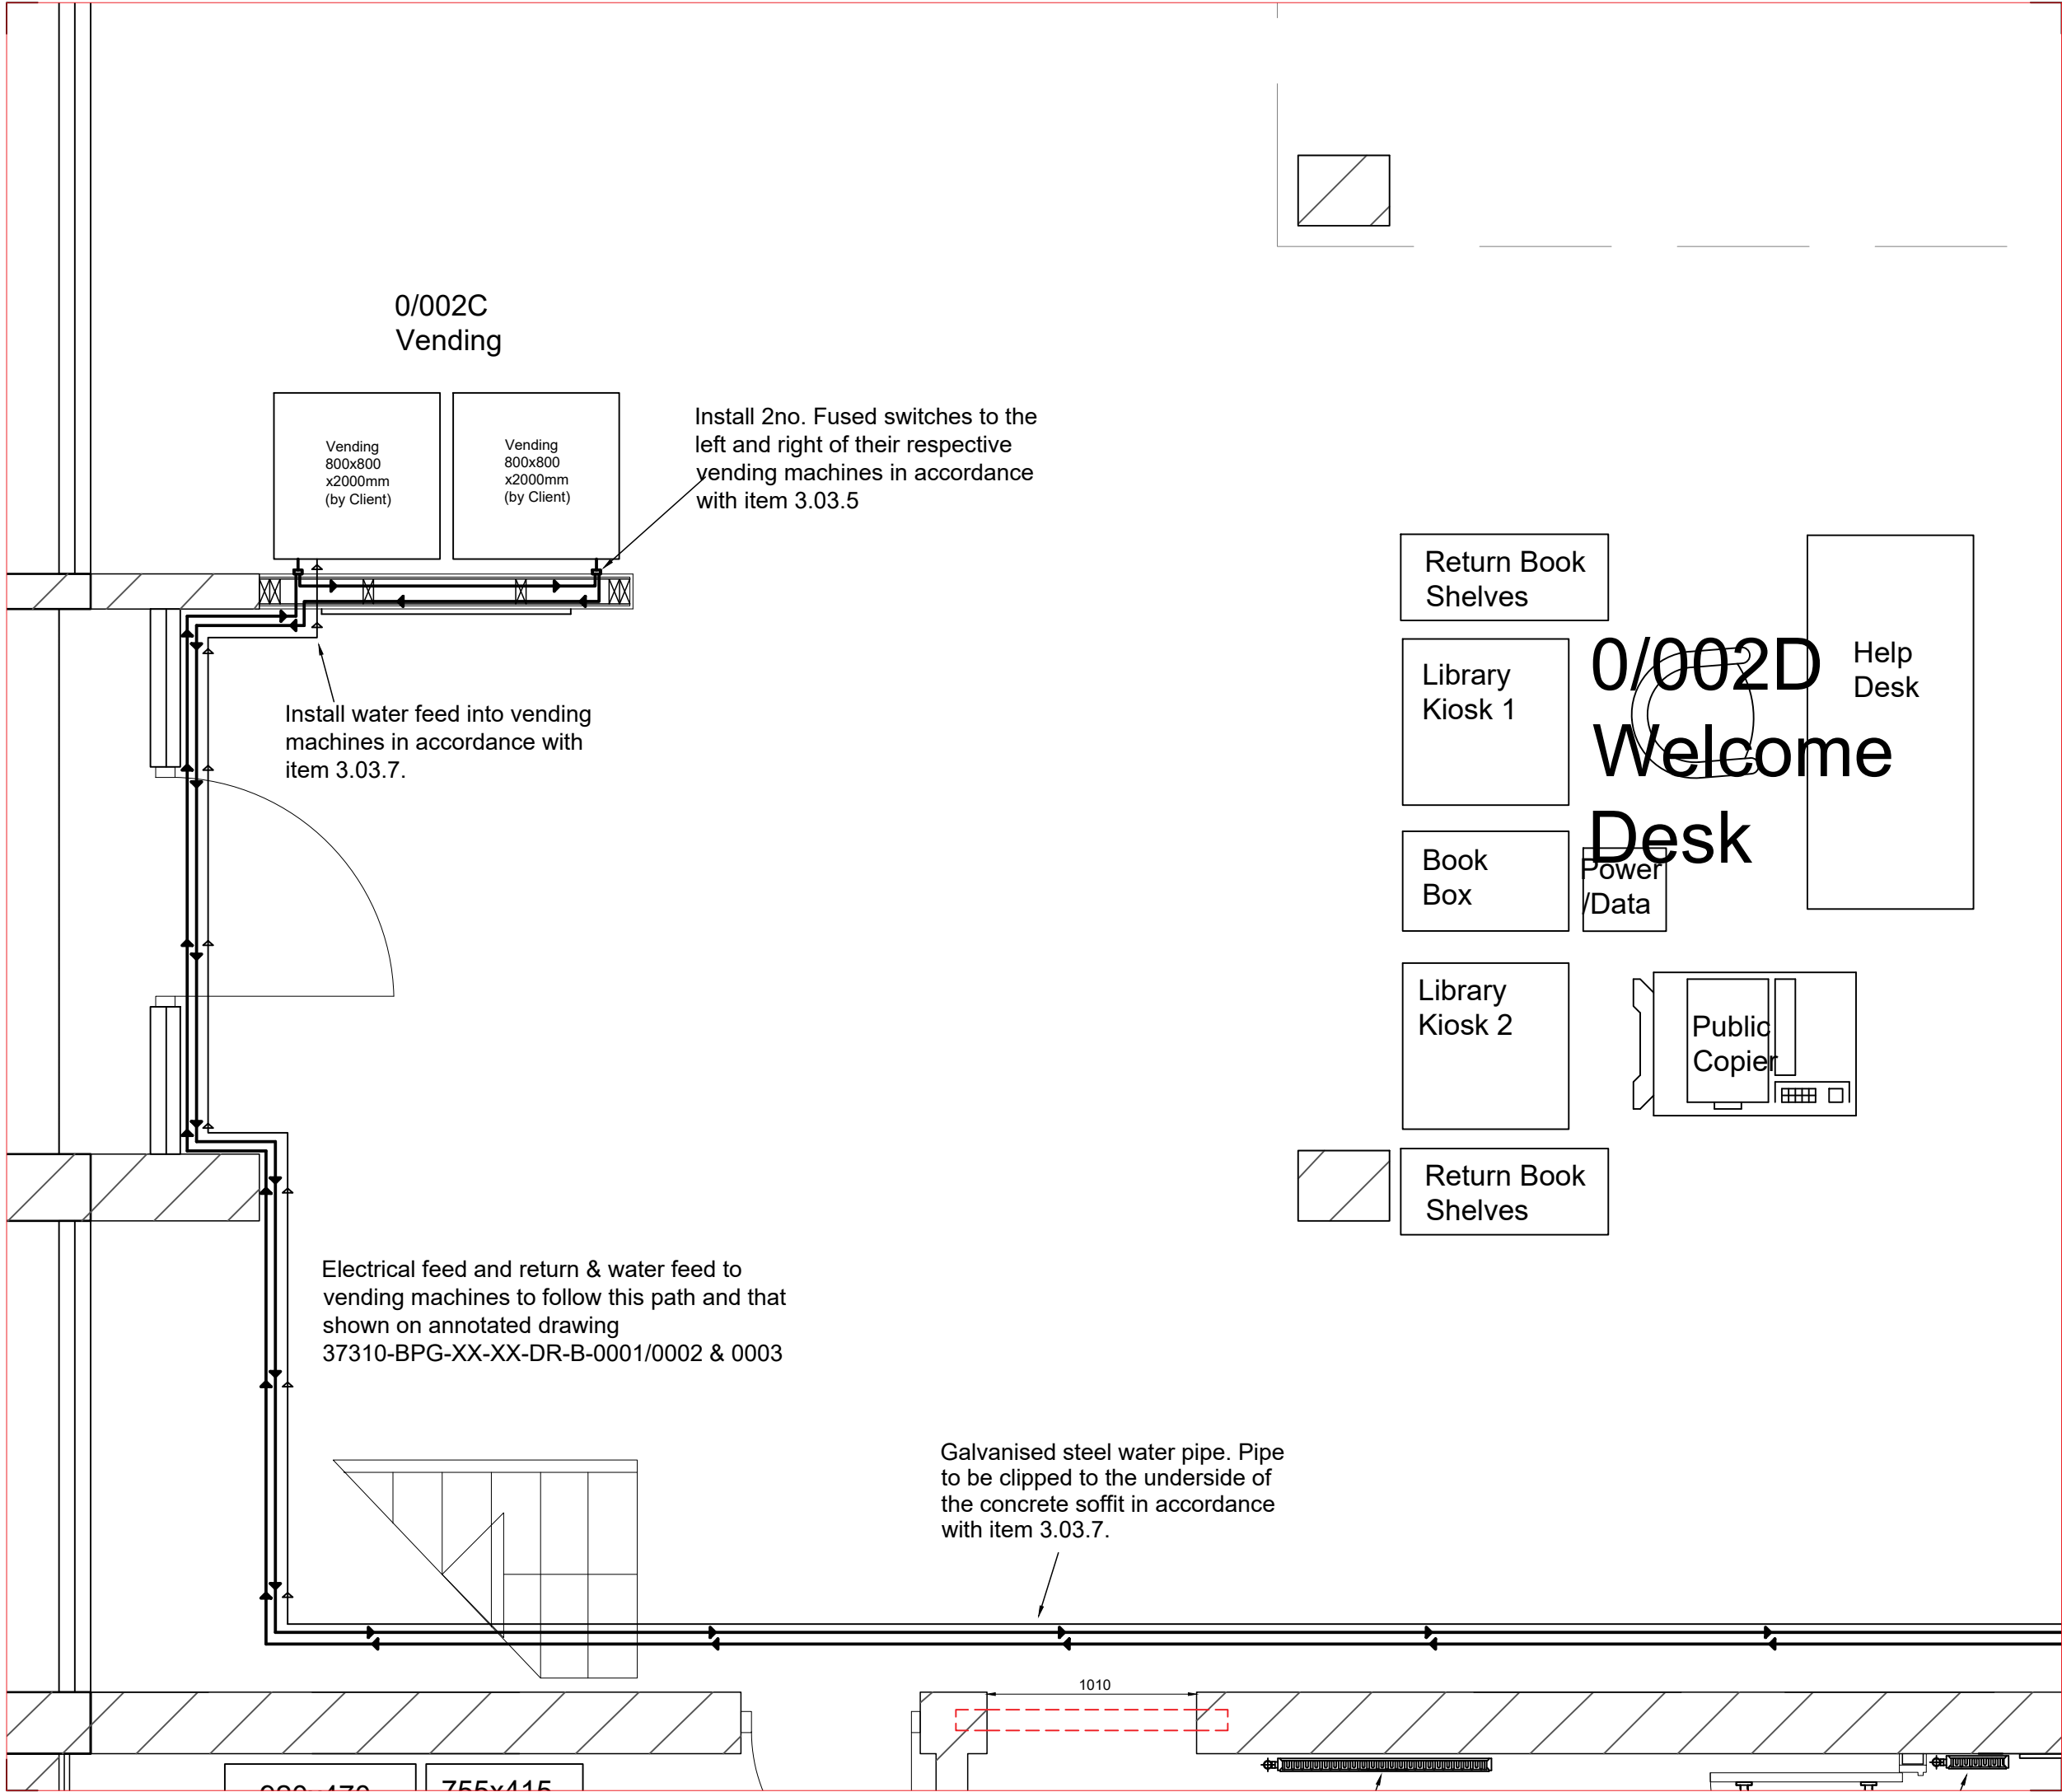 0/002C
Vending
Vending
800x800
x2000mm
(by Client)
Vending
800x800
x2000mm
(by Client)
Install 2no. Fused switches to the
left and right of their respective
vending machines in accordance
with item 3.03.5
Return Book
Shelves
Library
Kiosk 1
0/002D
Welcome
Desk
Help
Desk
Install water feed into vending
machines in accordance with
item 3.03.7.
Book
Box
Power
/Data
Library
Kiosk 2
Public
Copier
Return Book
Shelves
Electrical feed and return & water feed to
vending machines to follow this path and that
shown on annotated drawing
37310-BPG-XX-XX-DR-B-0001/0002 & 0003
Galvanised steel water pipe. Pipe
to be clipped to the underside of
the concrete soffit in accordance
with item 3.03.7.
1010
755x415